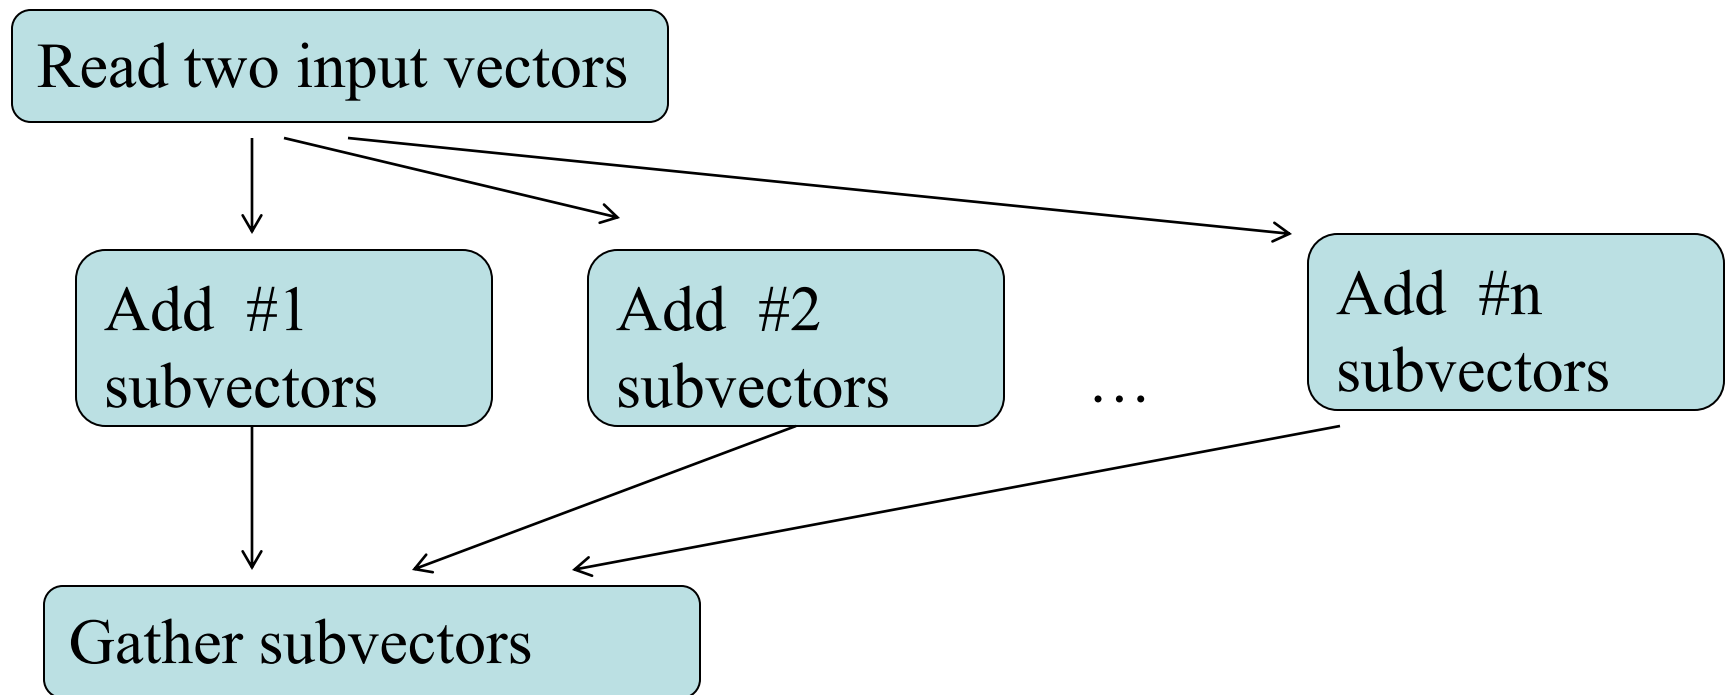 Read two input vectors
Add  #1
subvectors
Add  #2
subvectors
…
Add  #n
subvectors
Gather subvectors